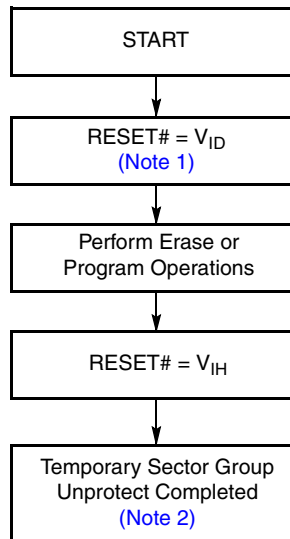 START
RESET# = V_ID
(Note 1)
Perform Erase or
Program Operations
RESET# = V_IH
Temporary Sector Group
Unprotect Completed
(Note 2)